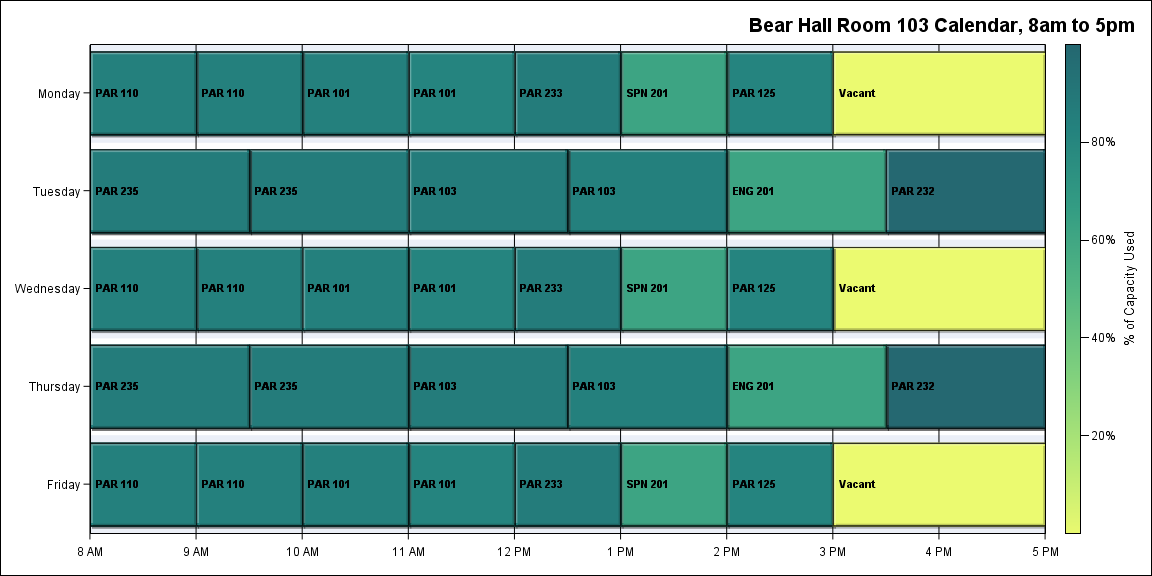 Bear Hall Room 103 Calendar, 8am to 5pm
Monday
PAR 110
PAR 110
PAR 101
PAR 101
PAR 233
SPN 201
PAR 125
Vacant
Tuesday
PAR 235
PAR 235
PAR 103
PAR 103
ENG 201
PAR 232
Wednesday
PAR 110
PAR 110
PAR 101
PAR 101
PAR 233
SPN 201
PAR 125
Vacant
Thursday
PAR 235
PAR 235
PAR 103
PAR 103
ENG 201
PAR 232
Friday
PAR 110
PAR 110
PAR 101
PAR 101
PAR 233
SPN 201
PAR 125
Vacant
8 AM
9 AM
10 AM
11 AM
12 PM
1 PM
2 PM
3 PM
4 PM
5 PM
80%
60%
40%
20%
% of Capacity Used